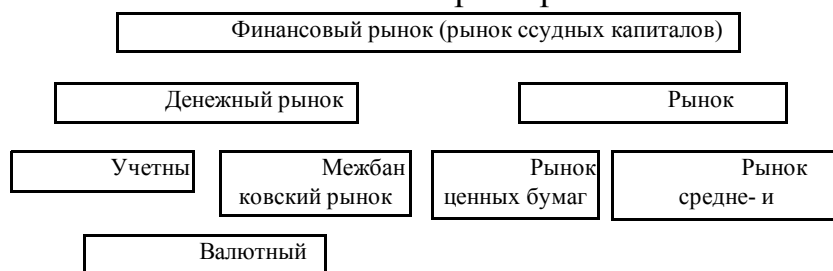 Финансовый рынок (рынок ссудных капиталов)
Денежный рынок
Рынок
Учетны
Межбан
ковский рынок
Рынок
ценных бумаг
Рынок
средне- и
Валютный